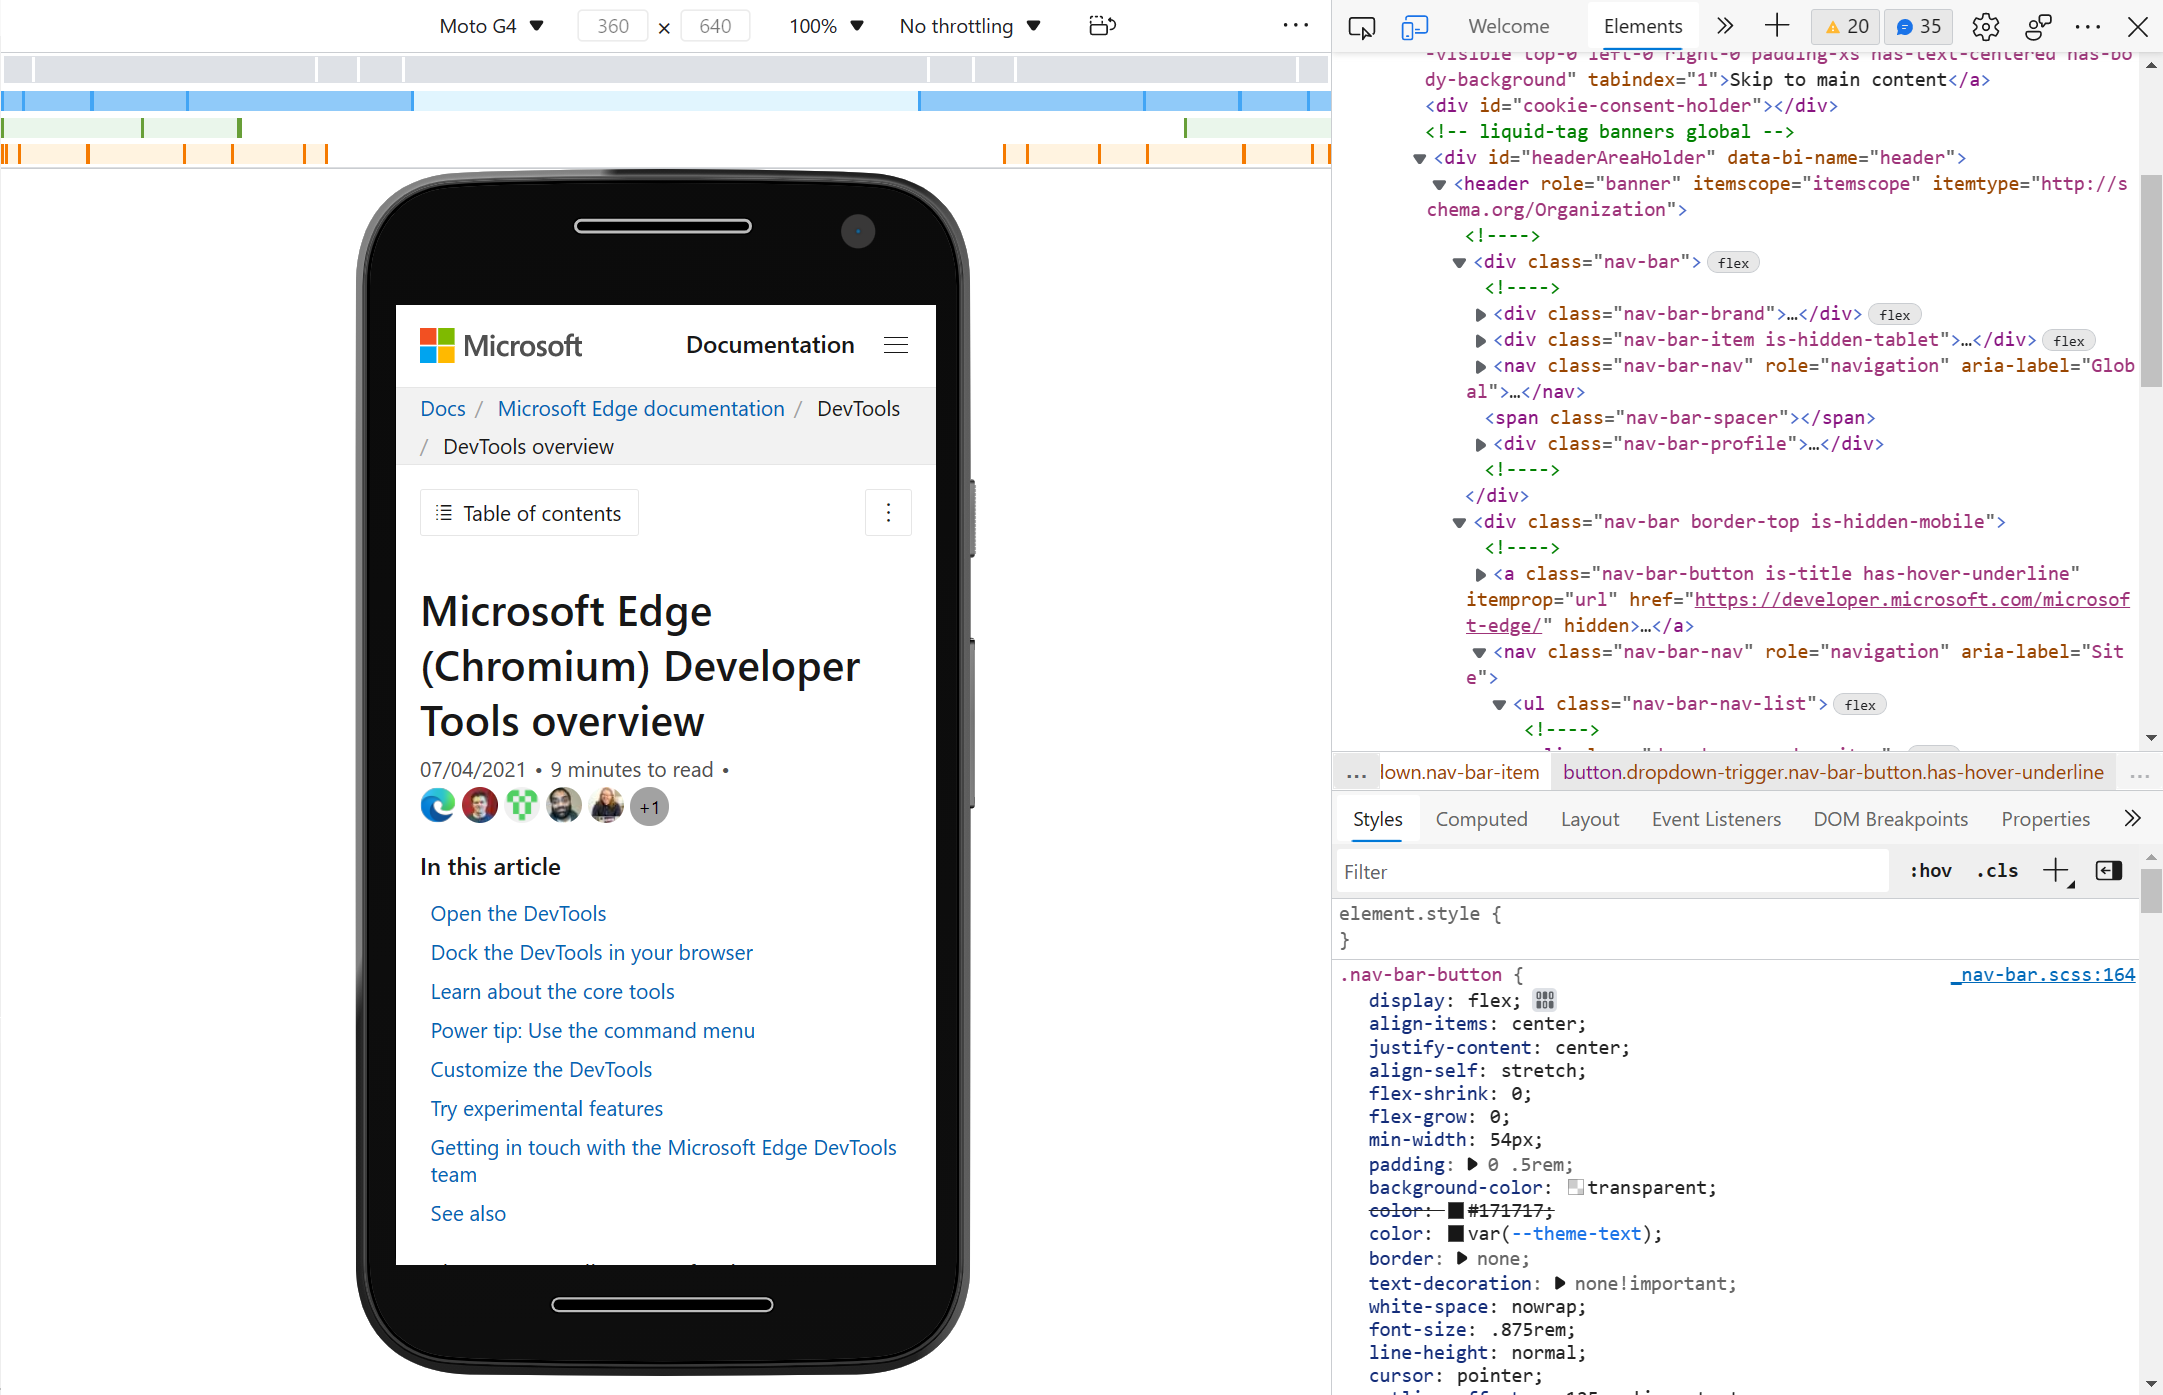 Moto G4 360 × 640 100% No throttling
Microsoft Documentation
Docs / Microsoft Edge documentation / DevTools
/ DevTools overview
Table of contents
Microsoft Edge
(Chromium) Developer
Tools overview
07/04/2021 • 9 minutes to read •
+1
In this article
Open the DevTools
Dock the DevTools in your browser
Learn about the core tools
Power tip: Use the command menu
Customize the DevTools
Try experimental features
Getting in touch with the Microsoft Edge DevTools
team
See also
Welcome Elements 20 35
-visible top-0 left-0 right-0 padding-xs has-text-centered has-bo
dy-background" tabindex="1">Skip to main content</a>
<div id="cookie-consent-holder"></div>
<!-- liquid-tag banners global -->
<div id="headerAreaHolder" data-bi-name="header">
<header role="banner" itemscope="itemscope" itemtype="http://s
chema.org/Organization">
<!---->
<div class="nav-bar"> flex
<!---->
<div class="nav-bar-brand">…</div> flex
<div class="nav-bar-item is-hidden-tablet">…</div> flex
<nav class="nav-bar-nav" role="navigation" aria-label="Glob
al">…</nav>
<span class="nav-bar-spacer"></span>
<div class="nav-bar-profile">…</div>
<!---->
</div>
<div class="nav-bar border-top is-hidden-mobile">
<!---->
<a class="nav-bar-button is-title has-hover-underline"
itemprop="url" href="https://developer.microsoft.com/microsof
t-edge/" hidden>…</a>
<nav class="nav-bar-nav" role="navigation" aria-label="Sit
e">
<ul class="nav-bar-nav-list"> flex
<!---->
... lown.nav-bar-item button.dropdown-trigger.nav-bar-button.has-hover-underline ...
Styles Computed Layout Event Listeners DOM Breakpoints Properties
Filter :hov .cls
element.style {
}
.nav-bar-button { _nav-bar.scss:164
display: flex;
align-items: center;
justify-content: center;
align-self: stretch;
flex-shrink: 0;
flex-grow: 0;
min-width: 54px;
padding: 0 .5rem;
background-color: transparent;
color: #171717;
color: var(--theme-text);
border: none;
text-decoration: none!important;
white-space: nowrap;
font-size: .875rem;
line-height: normal;
cursor: pointer;